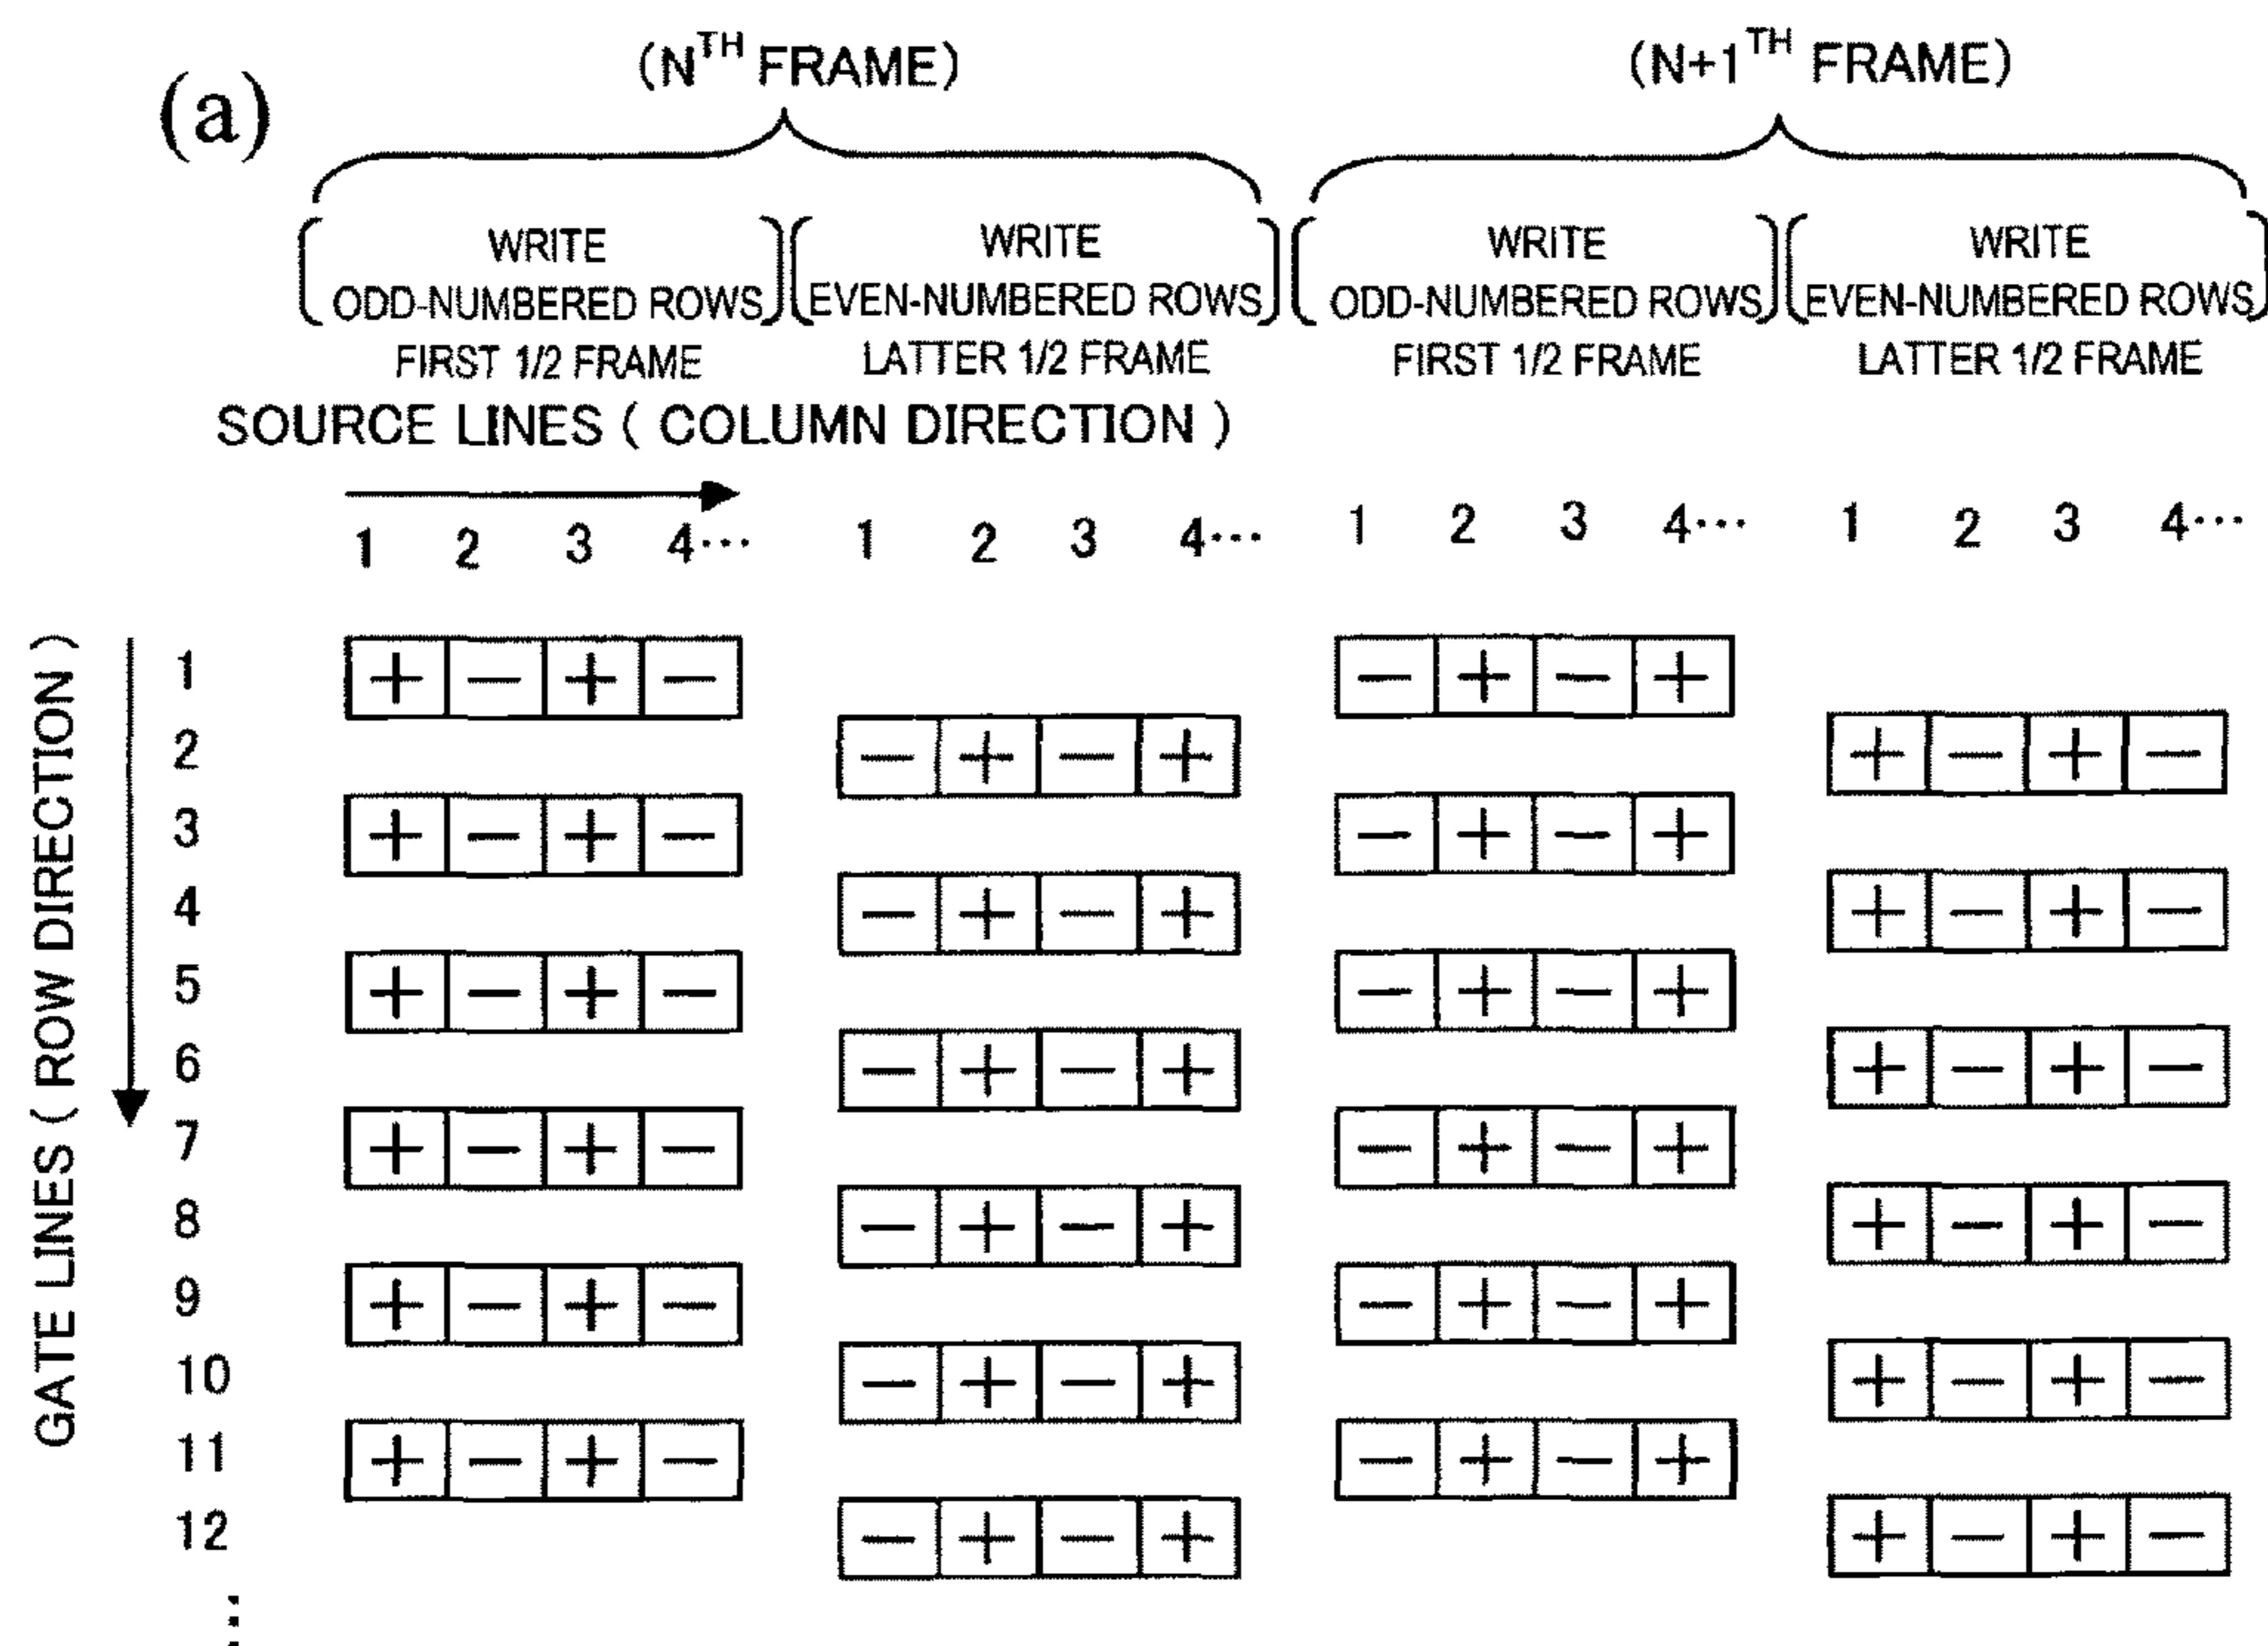 (a)
(N^TH FRAME)
(N+1^TH FRAME)
WRITE
ODD-NUMBERED ROWS
FIRST 1/2 FRAME
WRITE
EVEN-NUMBERED ROWS
LATTER 1/2 FRAME
WRITE
ODD-NUMBERED ROWS
FIRST 1/2 FRAME
WRITE
EVEN-NUMBERED ROWS
LATTER 1/2 FRAME
SOURCE LINES ( COLUMN DIRECTION )
1 2 3 4···
1 2 3 4···
1 2 3 4···
1 2 3 4···
GATE LINES ( ROW DIRECTION )
1 + − + − − + − +
2 − + − + + − + −
3 + − + − − + − +
4 − + − + + − + −
5 + − + − − + − +
6 − + − + + − + −
7 + − + − − + − +
8 − + − + + − + −
9 + − + − − + − +
10 − + − + + − + −
11 + − + − − + − +
12 − + − + + − + −
⋮